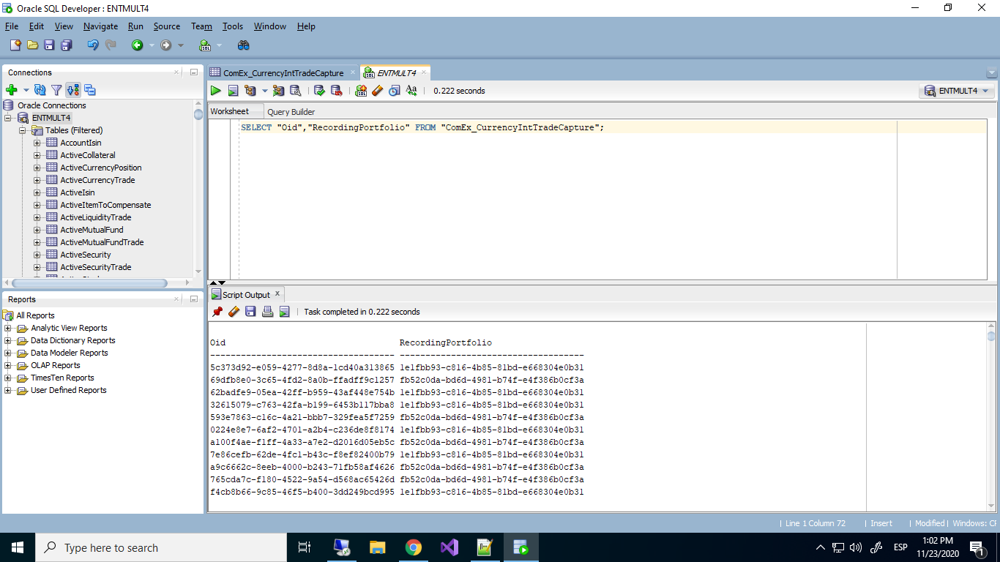 Oracle SQL Developer : ENTMULT4
File Edit View Navigate Run Source Team Tools Window Help
Connections
Oracle Connections
ENTMULT4
Tables (Filtered)
AccountIsin
ActiveCollateral
ActiveCurrencyPosition
ActiveCurrencyTrade
ActiveIsin
ActiveItemToCompensate
ActiveLiquidityTrade
ActiveMutualFund
ActiveMutualFundTrade
ActiveSecurity
ActiveSecurityTrade
Reports
All Reports
Analytic View Reports
Data Dictionary Reports
Data Modeler Reports
OLAP Reports
TimesTen Reports
User Defined Reports
ComEx_CurrencyIntTradeCapture
ENTMULT4
0.222 seconds
ENTMULT4
Worksheet Query Builder
SELECT "Oid","RecordingPortfolio" FROM "ComEx_CurrencyIntTradeCapture";
Script Output
Task completed in 0.222 seconds
Oid RecordingPortfolio
------------------------------------ ------------------------------------
5c373d92-e059-4277-8d8a-1cd40a313865 1e1fbb93-c816-4b85-81bd-e668304e0b31
69dfb8e0-3c65-4fd2-8a0b-ffadff9c1257 fb52c0da-bd6d-4981-b74f-e4f386b0cf3a
62badfe9-05ea-42ff-b959-43af448e754b 1e1fbb93-c816-4b85-81bd-e668304e0b31
32615079-c763-42fa-b199-6453b117bba8 1e1fbb93-c816-4b85-81bd-e668304e0b31
593e7863-c16c-4a21-bbb7-329fea5f7259 fb52c0da-bd6d-4981-b74f-e4f386b0cf3a
0224e8e7-6af2-4701-a2b4-c236de8f8174 1e1fbb93-c816-4b85-81bd-e668304e0b31
a100f4ae-f1ff-4a33-a7e2-d2016d05eb5c fb52c0da-bd6d-4981-b74f-e4f386b0cf3a
7e86cefb-62de-4fc1-b43c-f8ef82400b79 1e1fbb93-c816-4b85-81bd-e668304e0b31
a9c6662c-8eeb-4000-b243-71fb58af4626 fb52c0da-bd6d-4981-b74f-e4f386b0cf3a
765cda7c-f180-4522-9a54-d568ac65426d fb52c0da-bd6d-4981-b74f-e4f386b0cf3a
f4cb8b66-9c85-46f5-b400-3dd249bcd995 1e1fbb93-c816-4b85-81bd-e668304e0b31
Line 1 Column 72 Insert Modified Windows: CF
Type here to search
ESP
1:02 PM
11/23/2020
1